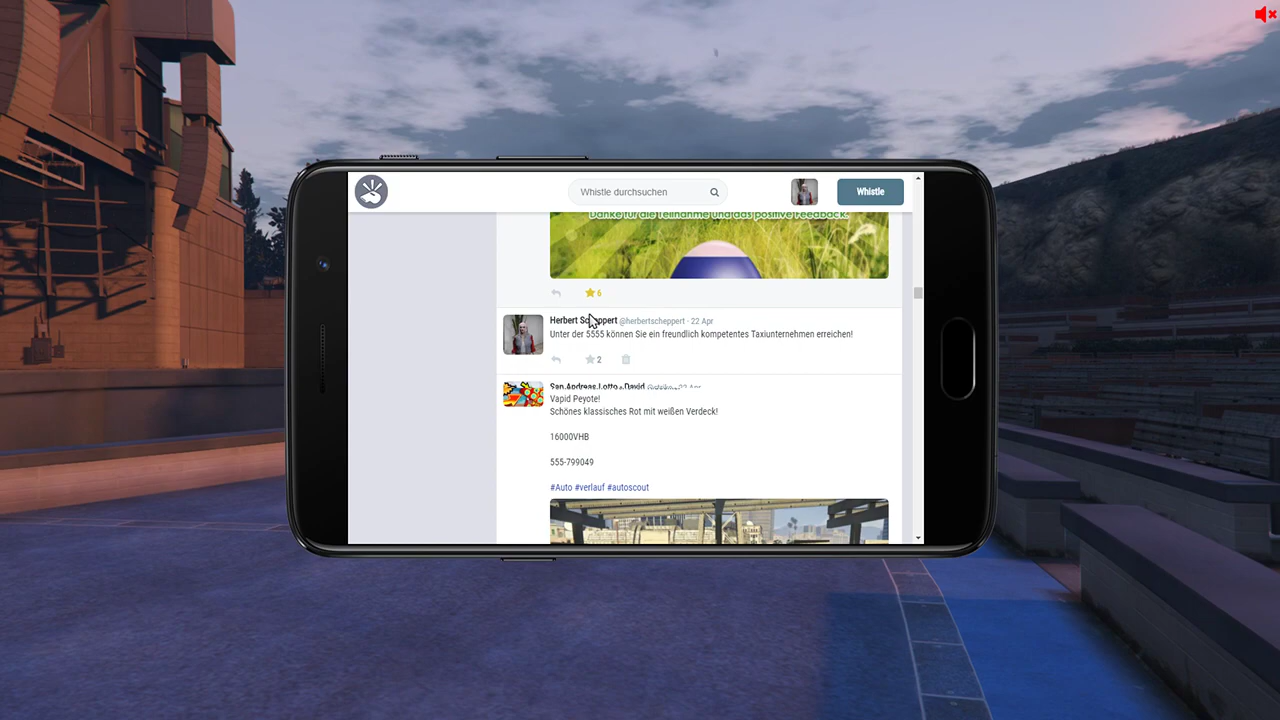 Whistle durchsuchen
Whistle
Danke für die Teilnahme und das positive Feedback.
6
Herbert Scheppert @herbertscheppert · 22 Apr
Unter der 5555 können Sie ein freundlich kompetentes Taxiunternehmen erreichen!
2
San Andreas Lotto - David
Vapid Peyote!
Schönes klassisches Rot mit weißen Verdeck!
16000VHB
555-799049
#Auto #verlauf #autoscout